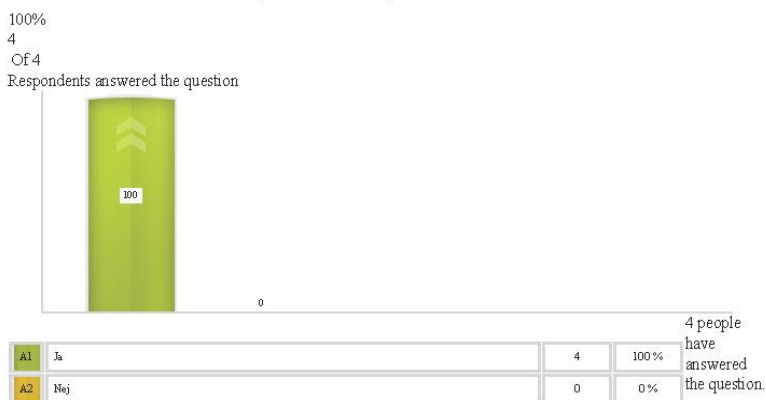 100%
4
Of 4
Respondents answered the question
100
0
4 people
have
answered
the question.
A1 Ja 4 100%
A2 Nej 0 0%